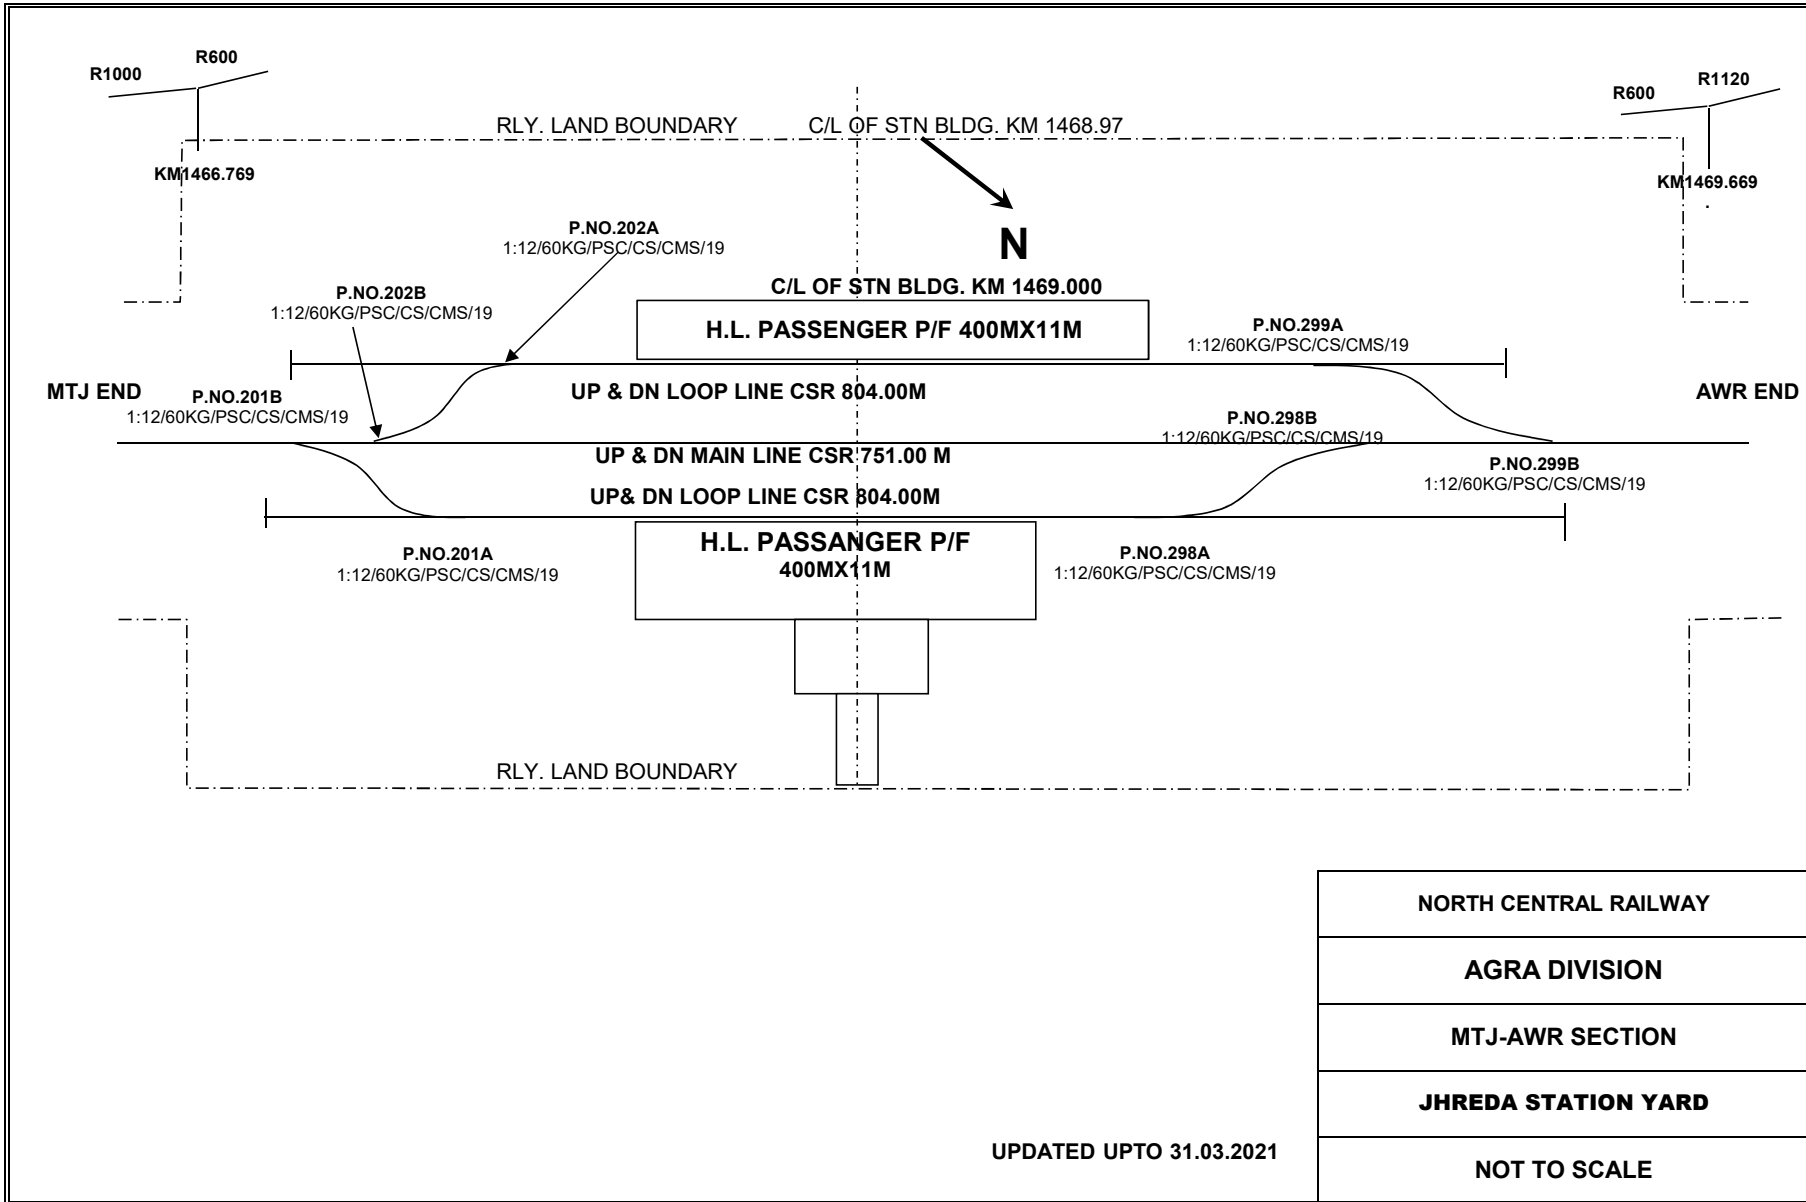 R1000
R600
R600
R1120
RLY. LAND BOUNDARY
C/L OF STN BLDG. KM 1468.97
KM1466.769
KM1469.669
.
P.NO.202A
1:12/60KG/PSC/CS/CMS/19
N
C/L OF STN BLDG. KM 1469.000
P.NO.202B
1:12/60KG/PSC/CS/CMS/19
H.L. PASSENGER P/F 400MX11M
P.NO.299A
1:12/60KG/PSC/CS/CMS/19
MTJ END
P.NO.201B
1:12/60KG/PSC/CS/CMS/19
UP & DN LOOP LINE CSR 804.00M
AWR END
P.NO.298B
1:12/60KG/PSC/CS/CMS/19
UP & DN MAIN LINE CSR 751.00 M
P.NO.299B
1:12/60KG/PSC/CS/CMS/19
UP& DN LOOP LINE CSR 804.00M
P.NO.201A
1:12/60KG/PSC/CS/CMS/19
H.L. PASSANGER P/F
400MX11M
P.NO.298A
1:12/60KG/PSC/CS/CMS/19
RLY. LAND BOUNDARY
NORTH CENTRAL RAILWAY
AGRA DIVISION
MTJ-AWR SECTION
JHREDA STATION YARD
UPDATED UPTO 31.03.2021
NOT TO SCALE